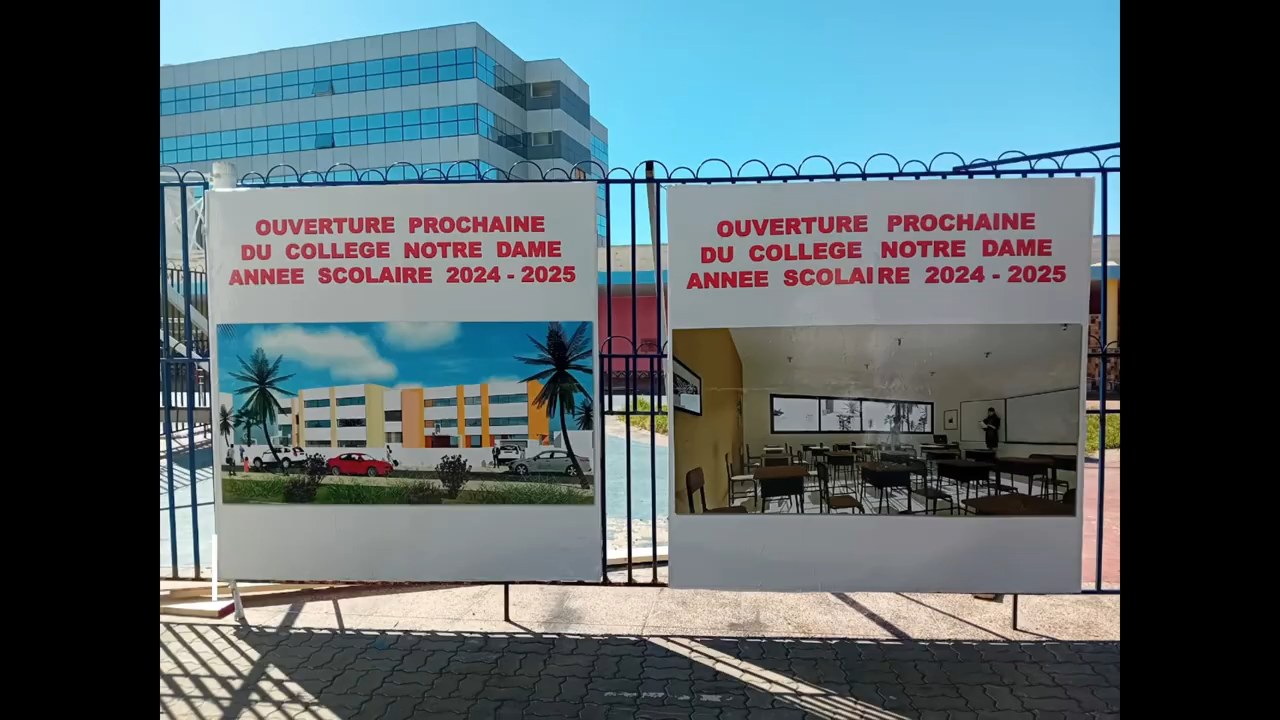 OUVERTURE PROCHAINE
DU COLLEGE NOTRE DAME
ANNEE SCOLAIRE 2024 - 2025
OUVERTURE PROCHAINE
DU COLLEGE NOTRE DAME
ANNEE SCOLAIRE 2024 - 2025